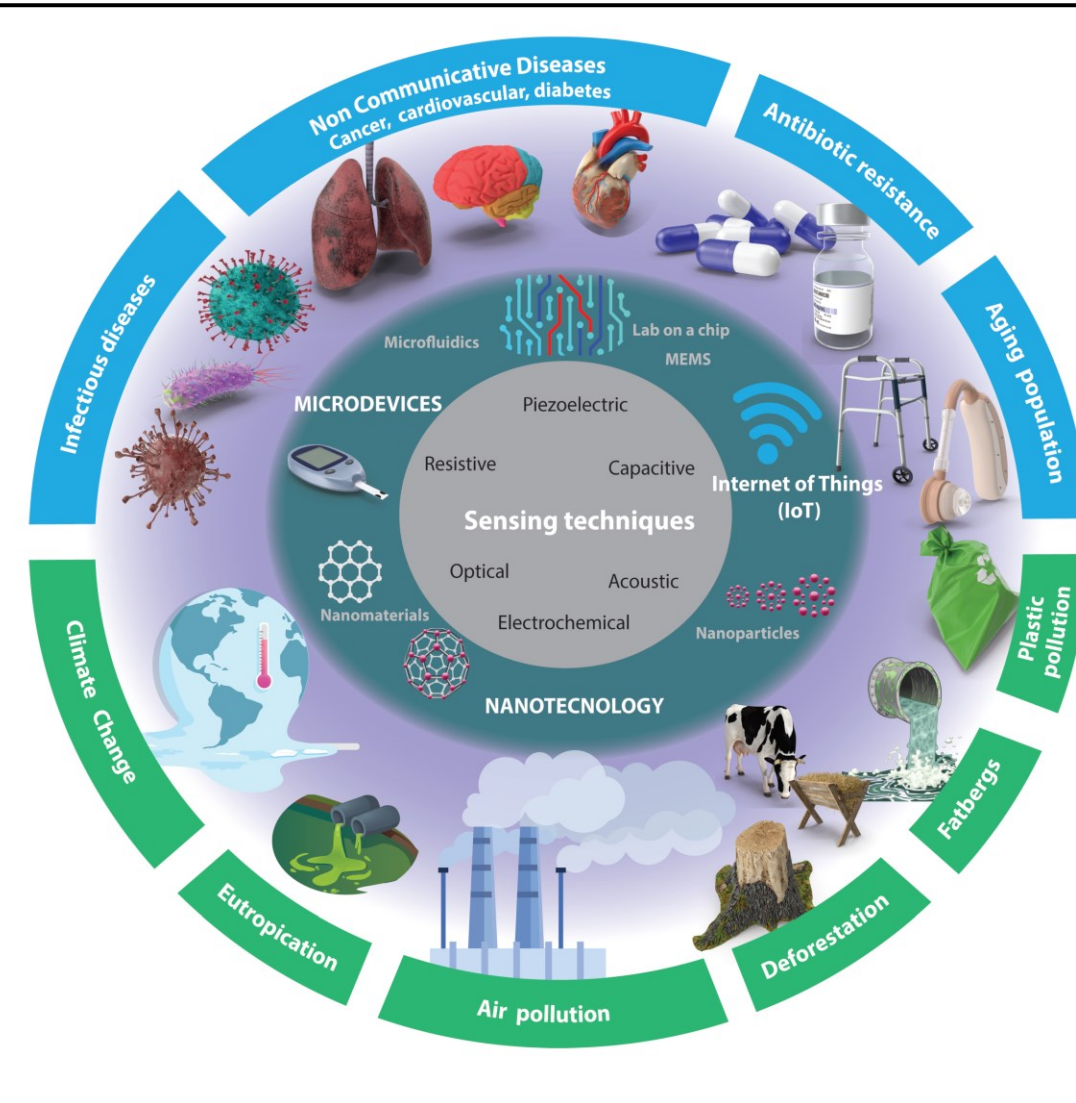 Non Communicative Diseases
Cancer, cardiovascular, diabetes
Antibiotic resistance
Aging population
Infectious diseases
Microfluidics
Lab on a chip
MEMS
MICRODEVICES
Piezoelectric
Resistive
Capacitive
Internet of Things
(IoT)
Sensing techniques
Optical
Acoustic
Electrochemical
Nanomaterials
Nanoparticles
NANOTECNOLOGY
Plastic
pollution
Fatbergs
Deforestation
Air pollution
Eutropication
Climate Change